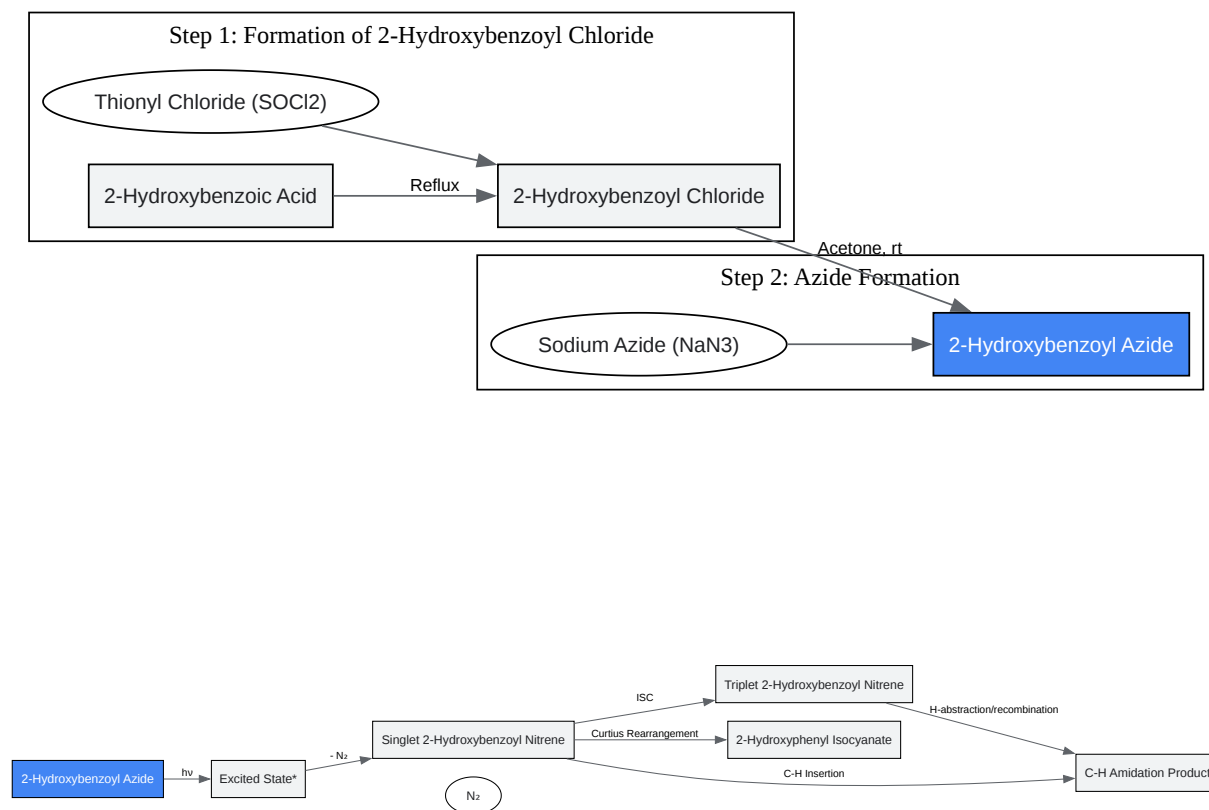 Step 1: Formation of 2-Hydroxybenzoyl Chloride
Thionyl Chloride (SOCl2)
2-Hydroxybenzoic Acid
Reflux
2-Hydroxybenzoyl Chloride
Acetone, rt
Step 2: Azide Formation
Sodium Azide (NaN3)
2-Hydroxybenzoyl Azide
2-Hydroxybenzoyl Azide
hν
Excited State*
- N₂
Singlet 2-Hydroxybenzoyl Nitrene
N₂
ISC
Triplet 2-Hydroxybenzoyl Nitrene
Curtius Rearrangement
2-Hydroxyphenyl Isocyanate
C-H Insertion
H-abstraction/recombination
C-H Amidation Product